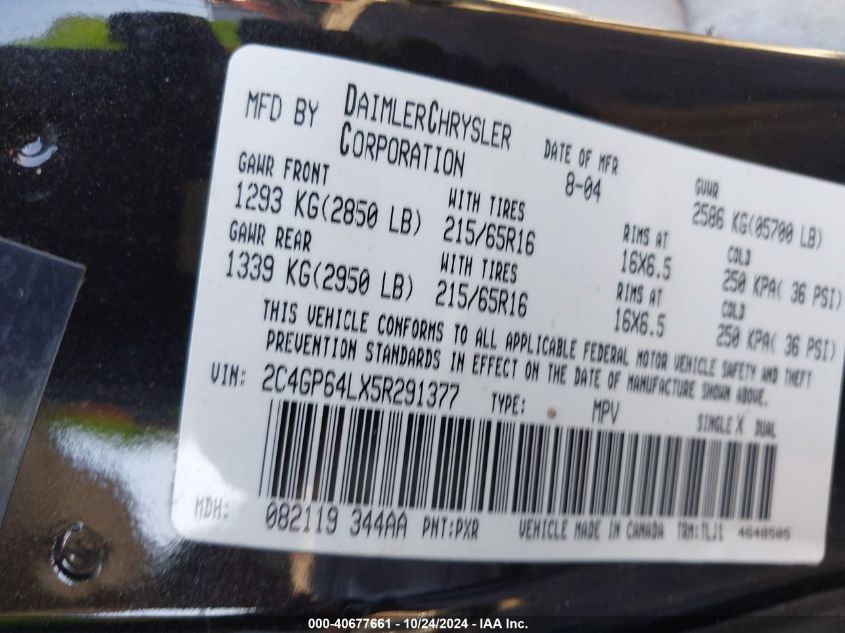 MFD BY DAIMLERCHRYSLER CORPORATION
DATE OF MFR 8-04
GVWR 2586 KG(05700 LB)
GAWR FRONT
1293 KG(2850 LB)
WITH TIRES
215/65R16
RIMS AT
16X6.5
COLD
250 KPA( 36 PSI)
GAWR REAR
1339 KG(2950 LB)
WITH TIRES
215/65R16
RIMS AT
16X6.5
COLD
250 KPA( 36 PSI)
THIS VEHICLE CONFORMS TO ALL APPLICABLE FEDERAL MOTOR VEHICLE SAFETY AND THEFT
PREVENTION STANDARDS IN EFFECT ON THE DATE OF MANUFACTURE SHOWN ABOVE.
VIN: 2C4GP64LX5R291377 TYPE: MPV SINGLE X DUAL
MDH: 082119 344AA PNT:PXR VEHICLE MADE IN CANADA TRM:TLJ1 4648505
000-40677661 - 10/24/2024 - IAA Inc.